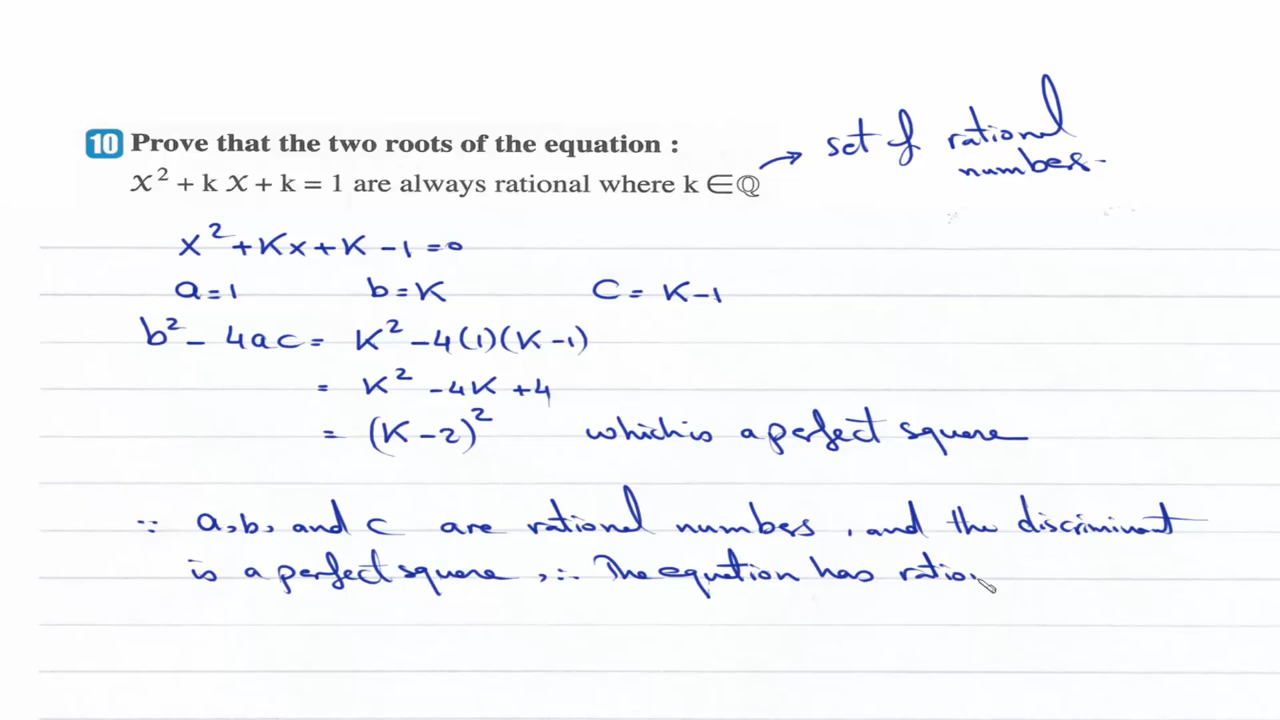 10 Prove that the two roots of the equation :
x² + k x + k = 1 are always rational where k ∈ ℚ
→ set of rational
numbers.
x² + Kx + K - 1 = 0
a = 1 b = K C = K - 1
b² - 4ac = K² - 4(1)(K - 1)
= K² - 4K + 4
= (K - 2)² which is a perfect square
∵ a, b, and c are rational numbers, and the discriminant
is a perfect square, ∴ The equation has ration